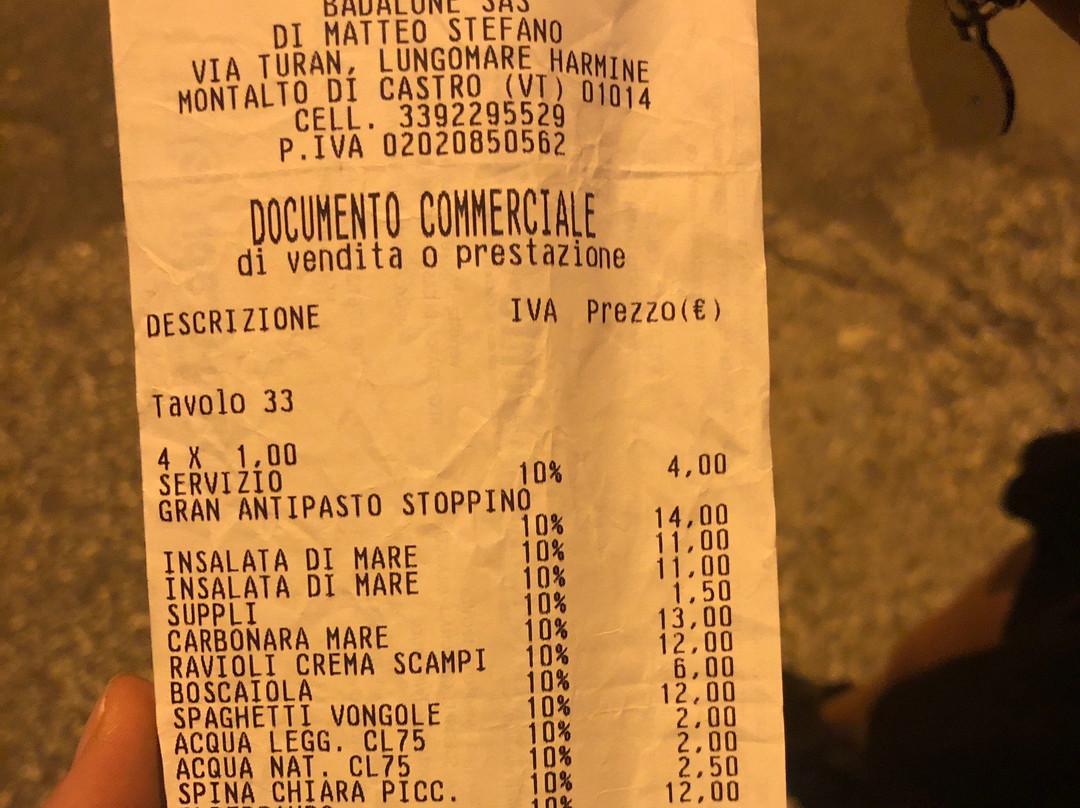 BADALONE SAS
DI MATTEO STEFANO
VIA TURAN, LUNGOMARE HARMINE
MONTALTO DI CASTRO (VT) 01014
CELL. 3392295529
P.IVA 02020850562
DOCUMENTO COMMERCIALE
di vendita o prestazione
DESCRIZIONE IVA Prezzo(€)
Tavolo 33
4 X 1,00
SERVIZIO 10% 4,00
GRAN ANTIPASTO STOPPINO
10% 14,00
INSALATA DI MARE 10% 11,00
INSALATA DI MARE 10% 11,00
SUPPLI 10% 1,50
CARBONARA MARE 10% 13,00
RAVIOLI CREMA SCAMPI 10% 12,00
BOSCAIOLA 10% 6,00
SPAGHETTI VONGOLE 10% 12,00
ACQUA LEGG. CL75 10% 2,00
ACQUA NAT. CL75 10% 2,00
SPINA CHIARA PICC. 10% 2,50
10% 12,00